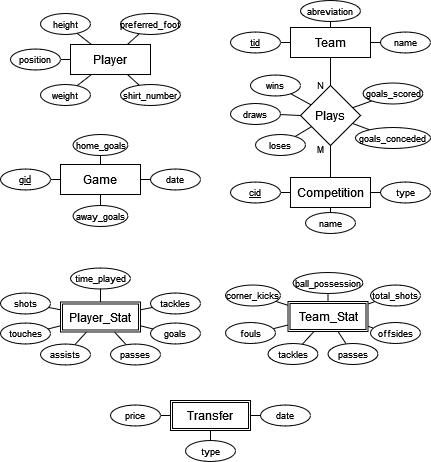 height
preferred_foot
position
Player
weight
shirt_number
abreviation
tid
Team
name
N
wins
goals_scored
draws
Plays
loses
goals_conceded
M
cid
Competition
type
name
home_goals
gid
Game
date
away_goals
time_played
shots
tackles
Player_Stat
touches
goals
assists
passes
ball_possession
corner_kicks
total_shots
Team_Stat
fouls
offsides
tackles
passes
price
Transfer
date
type